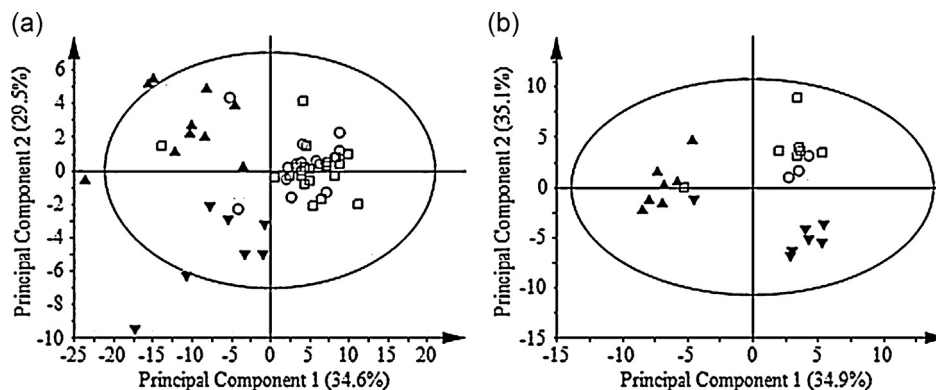 (a)
Principal Component 2 (29.5%)
6
4
2
0
-2
-4
-6
-8
-10
-25 -20 -15 -10 -5 0 5 10 15 20
Principal Component 1 (34.6%)
(b)
Principal Component 2 (35.1%)
10
5
0
-5
-10
-15
-15 -10 -5 0 5 10
Principal Component 1 (34.9%)